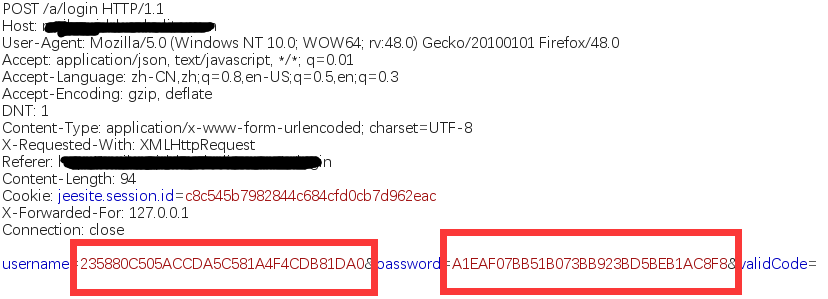 POST /a/login HTTP/1.1
Host:
User-Agent: Mozilla/5.0 (Windows NT 10.0; WOW64; rv:48.0) Gecko/20100101 Firefox/48.0
Accept: application/json, text/javascript, */*; q=0.01
Accept-Language: zh-CN,zh;q=0.8,en-US;q=0.5,en;q=0.3
Accept-Encoding: gzip, deflate
DNT: 1
Content-Type: application/x-www-form-urlencoded; charset=UTF-8
X-Requested-With: XMLHttpRequest
Referer:
Content-Length: 94
Cookie: jeesite.session.id=c8c545b7982844c684cfd0cb7d962eac
X-Forwarded-For: 127.0.0.1
Connection: close
username=235880C505ACCDA5C581A4F4CDB81DA0&password=A1EAF07BB51B073BB923BD5BEB1AC8F8&validCode=